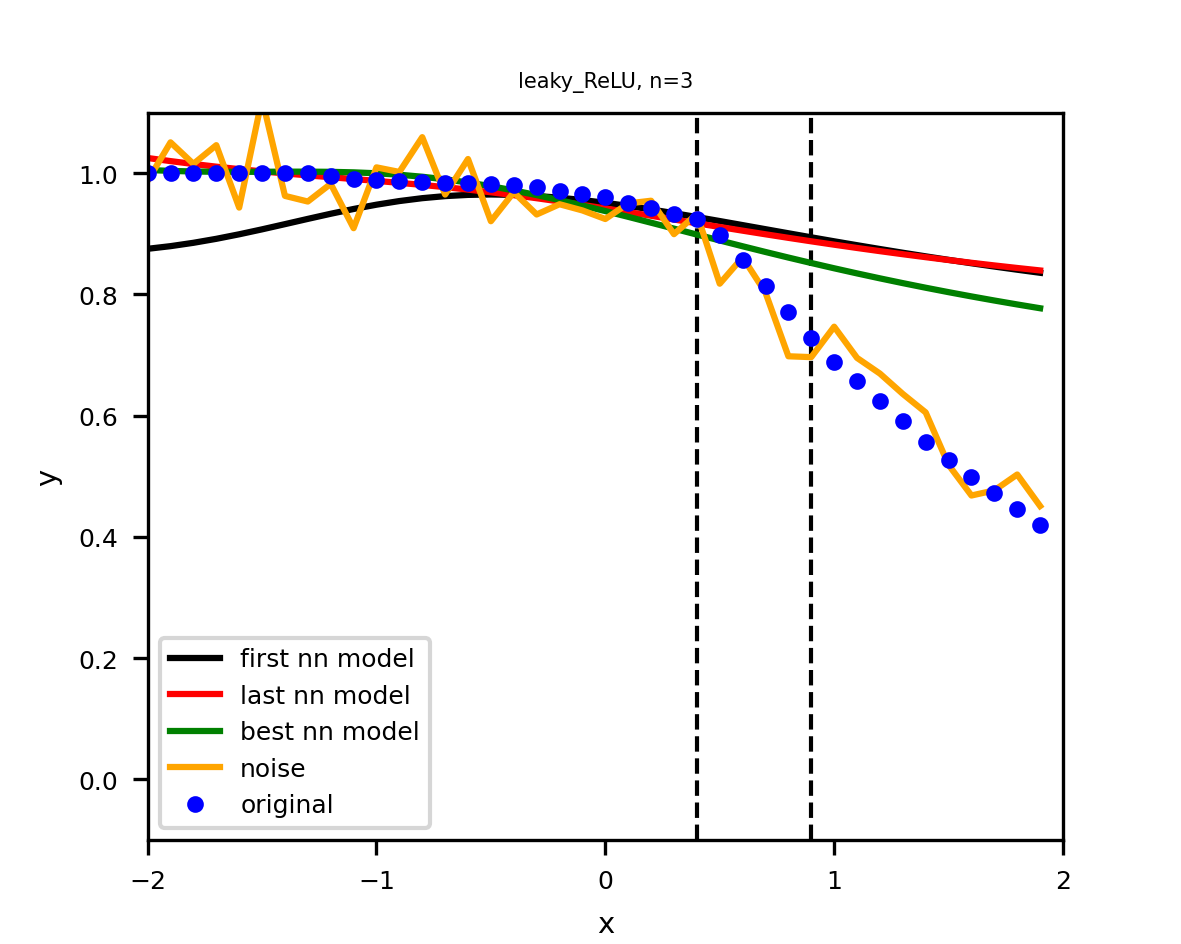 leaky_ReLU, n=3
y
1.0
0.8
0.6
0.4
0.2
0.0
first nn model
last nn model
best nn model
noise
original
−2
−1
0
1
2
x